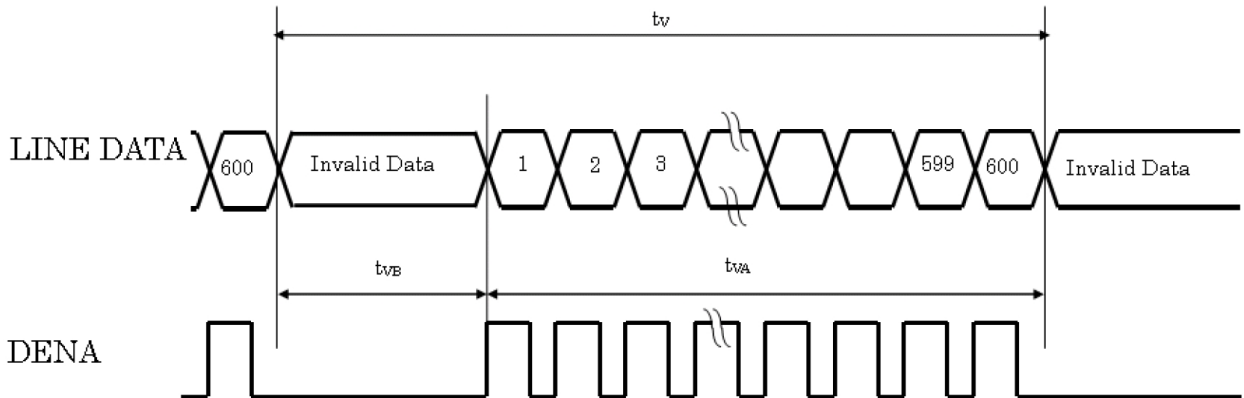 tV
LINE DATA 600 Invalid Data 1 2 3 599 600 Invalid Data
tVB tVA
DENA